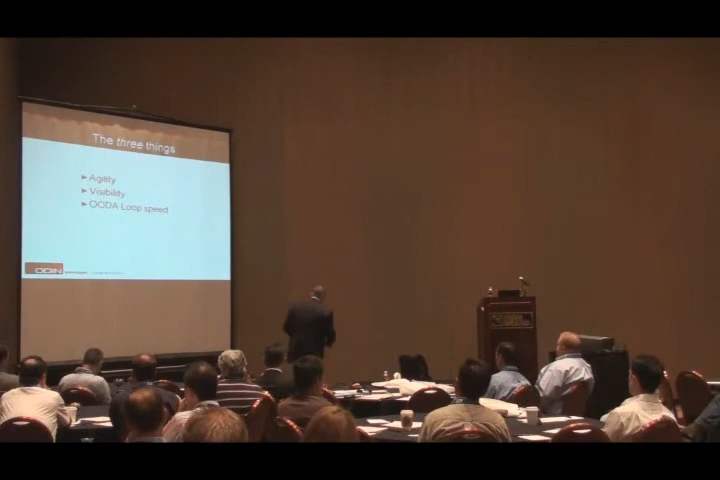 The three things
► Agility
► Visibility
► OODA Loop speed
ODIN